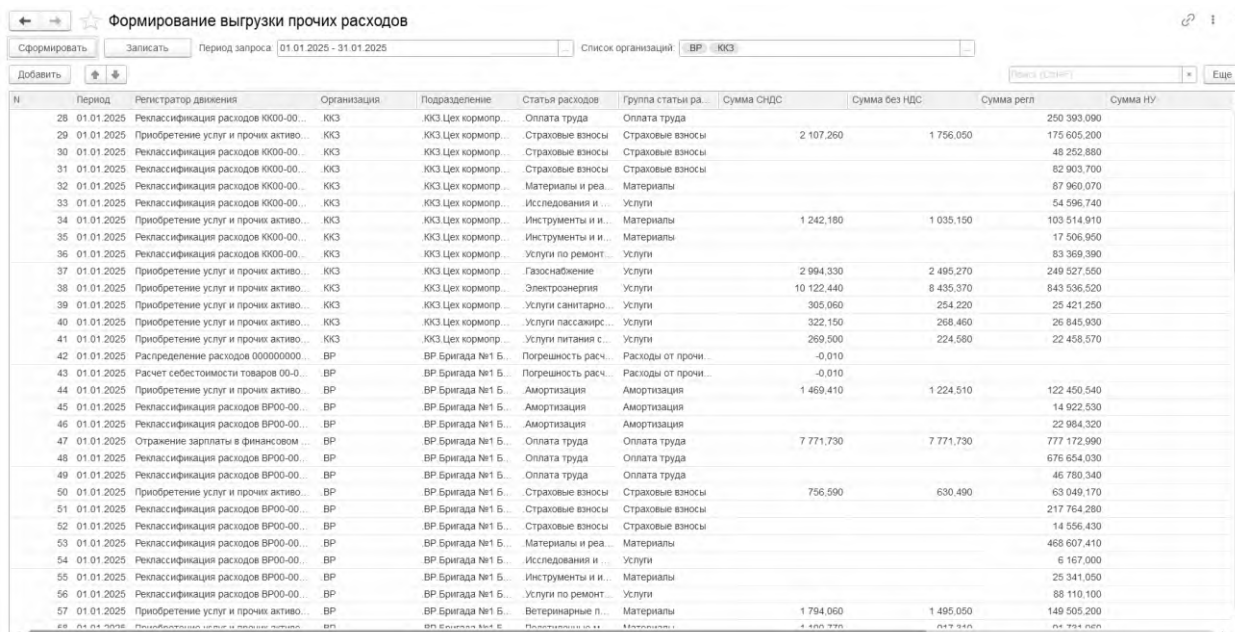 Формирование выгрузки прочих расходов
Сформировать Записать Период запроса: 01.01.2025 - 31.01.2025 ... Список организаций: ВР ККЗ ...
Добавить Поиск (Ctrl+F) × Еще
N Период Регистратор движения Организация Подразделение Статья расходов Группа статьи ра... Сумма СНДС Сумма без НДС Сумма регл Сумма НУ
28 01.01.2025 Реклассификация расходов КК00-00... .ККЗ .ККЗ.Цех кормопр... .Оплата труда Оплата труда 250 393,090
29 01.01.2025 Приобретение услуг и прочих активо... .ККЗ .ККЗ.Цех кормопр... .Страховые взносы Страховые взносы 2 107,260 1 756,050 175 605,200
30 01.01.2025 Реклассификация расходов КК00-00... .ККЗ .ККЗ.Цех кормопр... .Страховые взносы Страховые взносы 48 252,880
31 01.01.2025 Реклассификация расходов КК00-00... .ККЗ .ККЗ.Цех кормопр... .Страховые взносы Страховые взносы 82 903,700
32 01.01.2025 Реклассификация расходов КК00-00... .ККЗ .ККЗ.Цех кормопр... .Материалы и реа... Материалы 87 960,070
33 01.01.2025 Реклассификация расходов КК00-00... .ККЗ .ККЗ.Цех кормопр... .Исследования и ... Услуги 54 596,740
34 01.01.2025 Приобретение услуг и прочих активо... .ККЗ .ККЗ.Цех кормопр... .Инструменты и и... Материалы 1 242,180 1 035,150 103 514,910
35 01.01.2025 Реклассификация расходов КК00-00... .ККЗ .ККЗ.Цех кормопр... .Инструменты и и... Материалы 17 506,950
36 01.01.2025 Реклассификация расходов КК00-00... .ККЗ .ККЗ.Цех кормопр... .Услуги по ремонт... Услуги 83 369,390
37 01.01.2025 Приобретение услуг и прочих активо... .ККЗ .ККЗ.Цех кормопр... .Газоснабжение Услуги 2 994,330 2 495,270 249 527,550
38 01.01.2025 Приобретение услуг и прочих активо... .ККЗ .ККЗ.Цех кормопр... .Электроэнергия Услуги 10 122,440 8 435,370 843 536,520
39 01.01.2025 Приобретение услуг и прочих активо... .ККЗ .ККЗ.Цех кормопр... .Услуги санитарно... Услуги 305,060 254,220 25 421,250
40 01.01.2025 Приобретение услуг и прочих активо... .ККЗ .ККЗ.Цех кормопр... .Услуги пассажирс... Услуги 322,150 268,460 26 845,930
41 01.01.2025 Приобретение услуг и прочих активо... .ККЗ .ККЗ.Цех кормопр... .Услуги питания с... Услуги 269,500 224,580 22 458,570
42 01.01.2025 Распределение расходов 000000000... .ВР .ВР.Бригада №1 Б... Погрешность расч... Расходы от прочи... -0,010
43 01.01.2025 Расчет себестоимости товаров 00-0... .ВР .ВР.Бригада №1 Б... Погрешность расч... Расходы от прочи... -0,010
44 01.01.2025 Приобретение услуг и прочих активо... .ВР .ВР.Бригада №1 Б... .Амортизация Амортизация 1 469,410 1 224,510 122 450,540
45 01.01.2025 Реклассификация расходов ВР00-00... .ВР .ВР.Бригада №1 Б... .Амортизация Амортизация 14 922,530
46 01.01.2025 Реклассификация расходов ВР00-00... .ВР .ВР.Бригада №1 Б... .Амортизация Амортизация 22 984,320
47 01.01.2025 Отражение зарплаты в финансовом ... .ВР .ВР.Бригада №1 Б... .Оплата труда Оплата труда 7 771,730 7 771,730 777 172,990
48 01.01.2025 Реклассификация расходов ВР00-00... .ВР .ВР.Бригада №1 Б... .Оплата труда Оплата труда 676 654,030
49 01.01.2025 Реклассификация расходов ВР00-00... .ВР .ВР.Бригада №1 Б... .Оплата труда Оплата труда 46 780,340
50 01.01.2025 Приобретение услуг и прочих активо... .ВР .ВР.Бригада №1 Б... .Страховые взносы Страховые взносы 756,590 630,490 63 049,170
51 01.01.2025 Реклассификация расходов ВР00-00... .ВР .ВР.Бригада №1 Б... .Страховые взносы Страховые взносы 217 764,280
52 01.01.2025 Реклассификация расходов ВР00-00... .ВР .ВР.Бригада №1 Б... .Страховые взносы Страховые взносы 14 556,430
53 01.01.2025 Реклассификация расходов ВР00-00... .ВР .ВР.Бригада №1 Б... .Материалы и реа... Материалы 468 607,410
54 01.01.2025 Реклассификация расходов ВР00-00... .ВР .ВР.Бригада №1 Б... .Исследования и ... Услуги 6 167,000
55 01.01.2025 Реклассификация расходов ВР00-00... .ВР .ВР.Бригада №1 Б... .Инструменты и и... Материалы 25 341,050
56 01.01.2025 Реклассификация расходов ВР00-00... .ВР .ВР.Бригада №1 Б... .Услуги по ремонт... Услуги 88 110,100
57 01.01.2025 Приобретение услуг и прочих активо... .ВР .ВР.Бригада №1 Б... .Ветеринарные п... Материалы 1 794,060 1 495,050 149 505,200